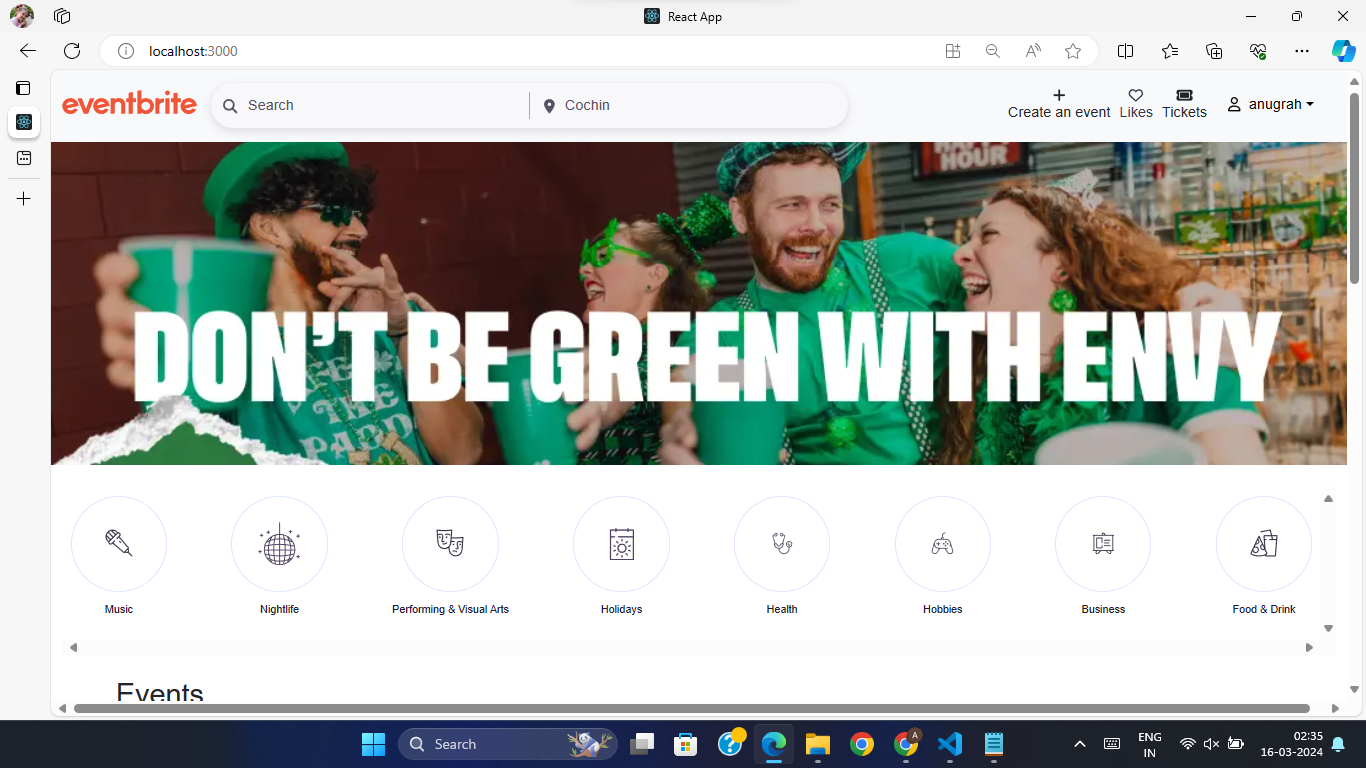 React App
localhost:3000
eventbrite
Search
Cochin
Create an event
Likes
Tickets
anugrah
HOUR
DON'T BE GREEN WITH ENVY
Music
Nightlife
Performing & Visual Arts
Holidays
Health
Hobbies
Business
Food & Drink
Events
Search
A
ENG
IN
02:35
16-03-2024